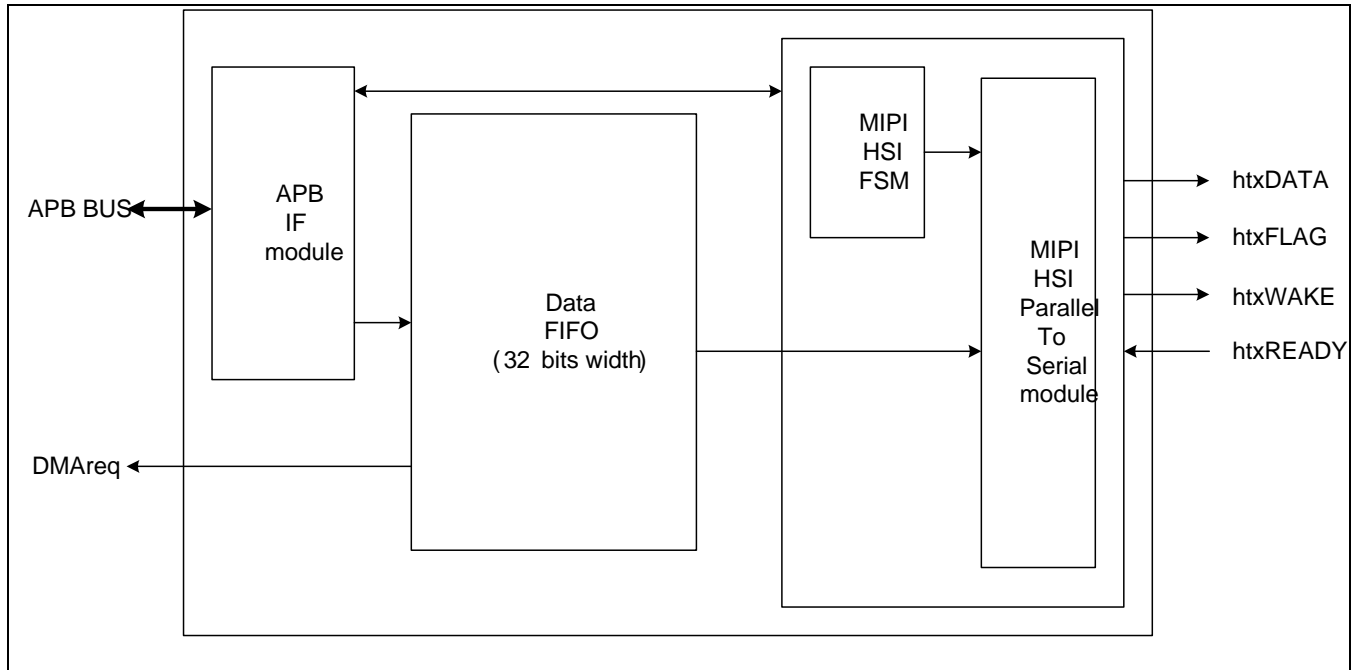 APB BUS
DMAreq
APB
IF
module
Data
FIFO
( 32 bits width)
MIPI
HSI
FSM
MIPI
HSI
Parallel
To
Serial
module
htxDATA
htxFLAG
htxWAKE
htxREADY